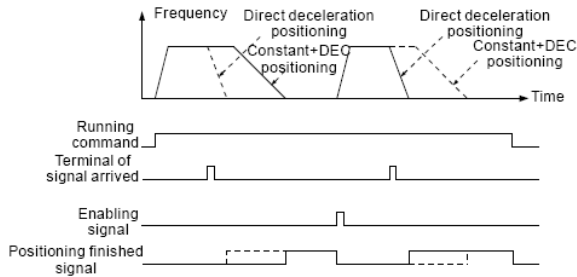 Frequency
Direct deceleration
positioning
Constant+DEC
positioning
Direct deceleration
positioning
Constant+DEC
positioning
Time
Running
command
Terminal of
signal arrived
Enabling
signal
Positioning finished
signal